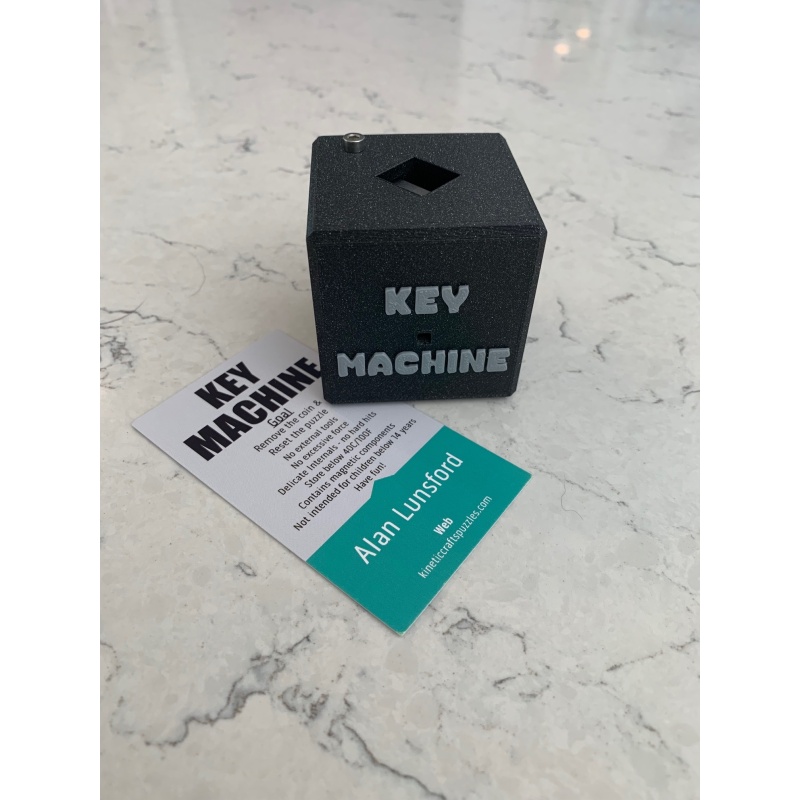 KEY
MACHINE
KEY
MACHINE
Goal
Remove the coin &
Reset the puzzle
No external tools
No excessive force
Delicate Internals - no hard hits
Store below 40C/100F
Contains magnetic components
Not intended for children below 14 years
Have fun!
Alan Lunsford
Web
kineticcraftspuzzles.com